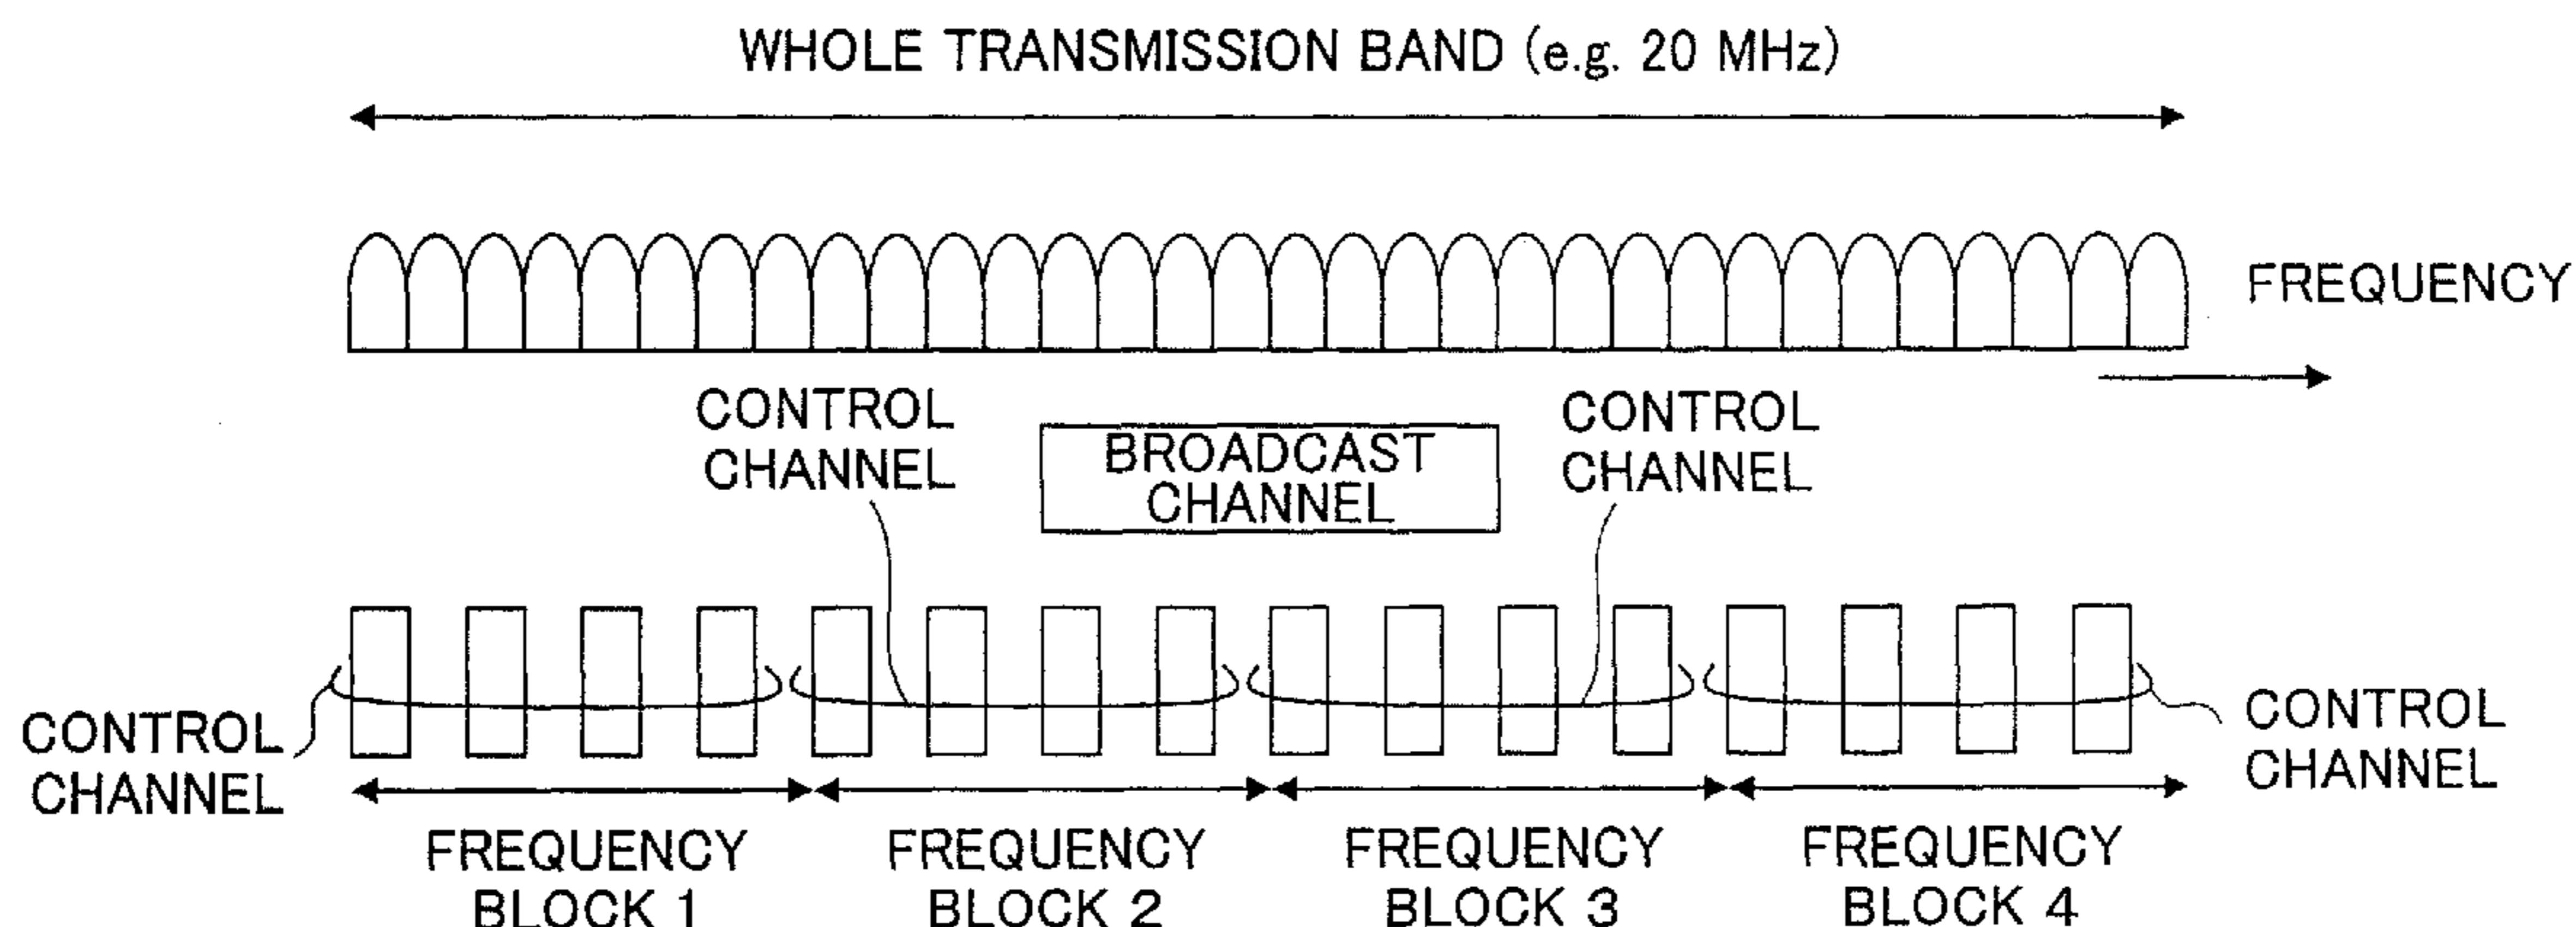 WHOLE TRANSMISSION BAND (e.g. 20 MHz)
FREQUENCY
CONTROL
CHANNEL
BROADCAST
CHANNEL
CONTROL
CHANNEL
CONTROL
CHANNEL
CONTROL
CHANNEL
FREQUENCY
BLOCK 1
FREQUENCY
BLOCK 2
FREQUENCY
BLOCK 3
FREQUENCY
BLOCK 4